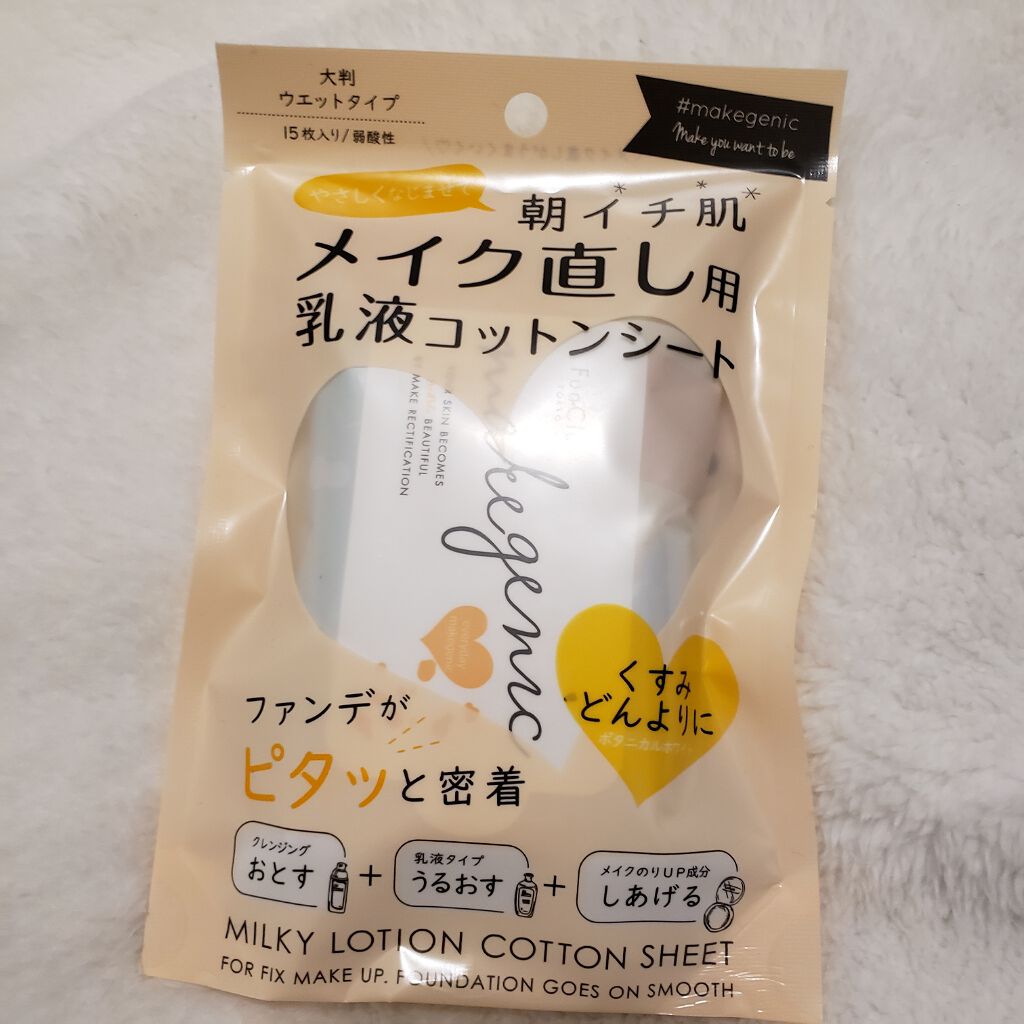 大判
ウエットタイプ
15枚入り/弱酸性
#makegenic
Make you want to be
やさしくなじませて
朝イチ肌
メイク直し用
乳液コットンシート
SKIN BECOMES
BEAUTIFUL
MAKE RECTIFICATION
makegenic
everyday
makegenic
くすみ
どんよりに
ファンデが
ピタッと密着
クレンジング
おとす
+
乳液タイプ
うるおす
+
メイクのりUP成分
しあげる
MILKY LOTION COTTON SHEET
FOR FIX MAKE UP. FOUNDATION GOES ON SMOOTH